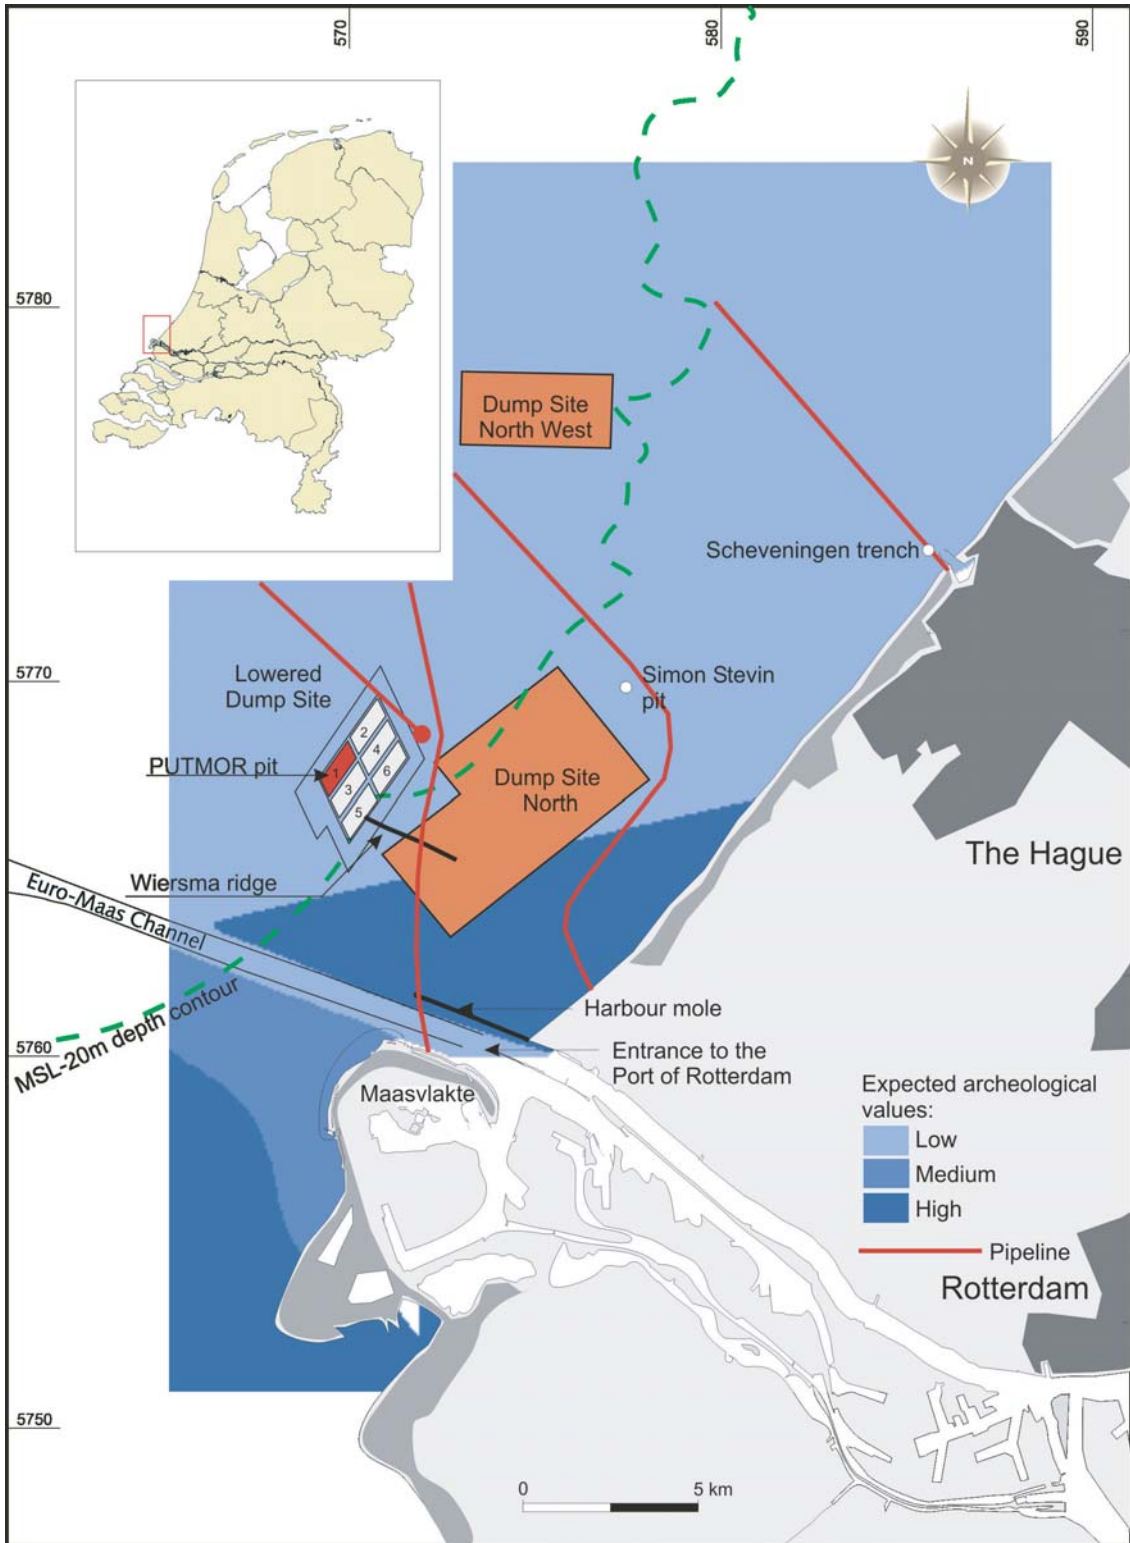 570
580
590
N
5780
Dump Site
North West
Scheveningen trench
5770
Lowered
Dump Site
Simon Stevin
pit
2
4
1
6
3
5
PUTMOR pit
Dump Site
North
The Hague
Wiersma ridge
Euro-Maas Channel
MSL-20m depth contour
Harbour mole
5760
Entrance to the
Port of Rotterdam
Maasvlakte
Expected archeological
values:
Low
Medium
High
Pipeline
Rotterdam
5750
0 5 km